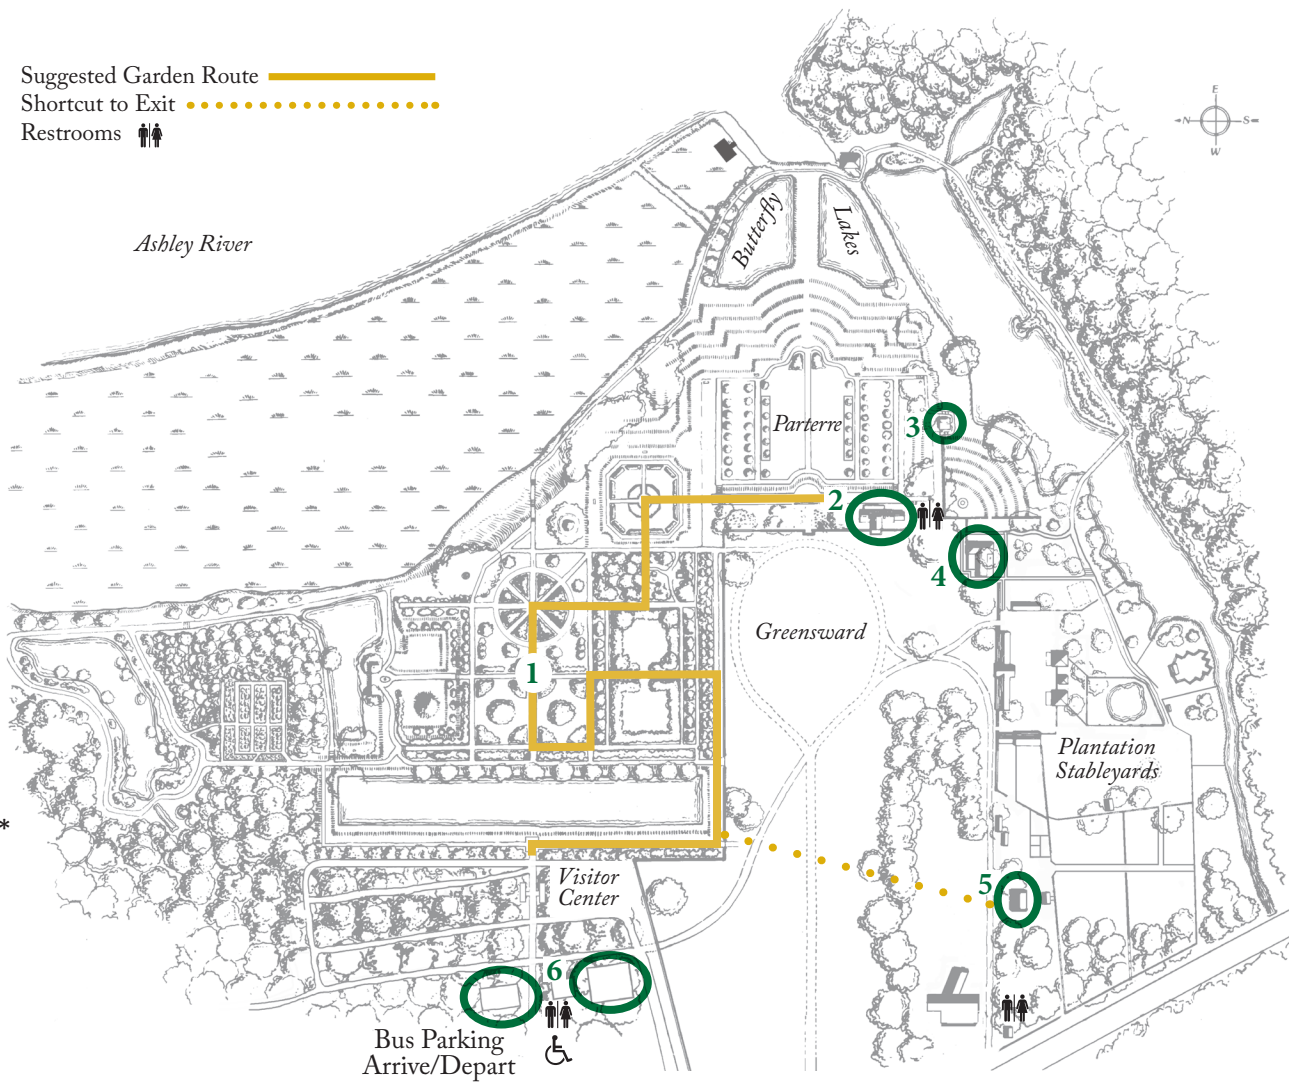 Suggested Garden Route
Shortcut to Exit
Restrooms
E
N
S
W
Ashley River
Butterfly
Lakes
Parterre
3
2
4
Greensward
1
Plantation
Stableyards
*
Visitor
Center
5
6
Bus Parking
Arrive/Depart